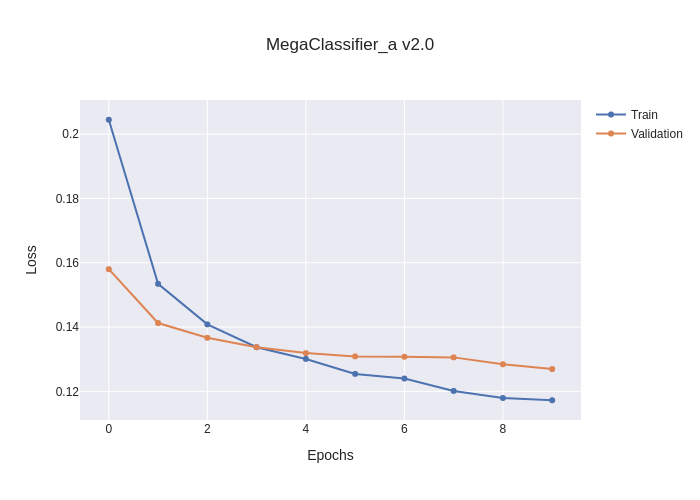 MegaClassifier_a v2.0
Train
Validation
0.2
0.18
0.16
0.14
0.12
Loss
0 2 4 6 8
Epochs